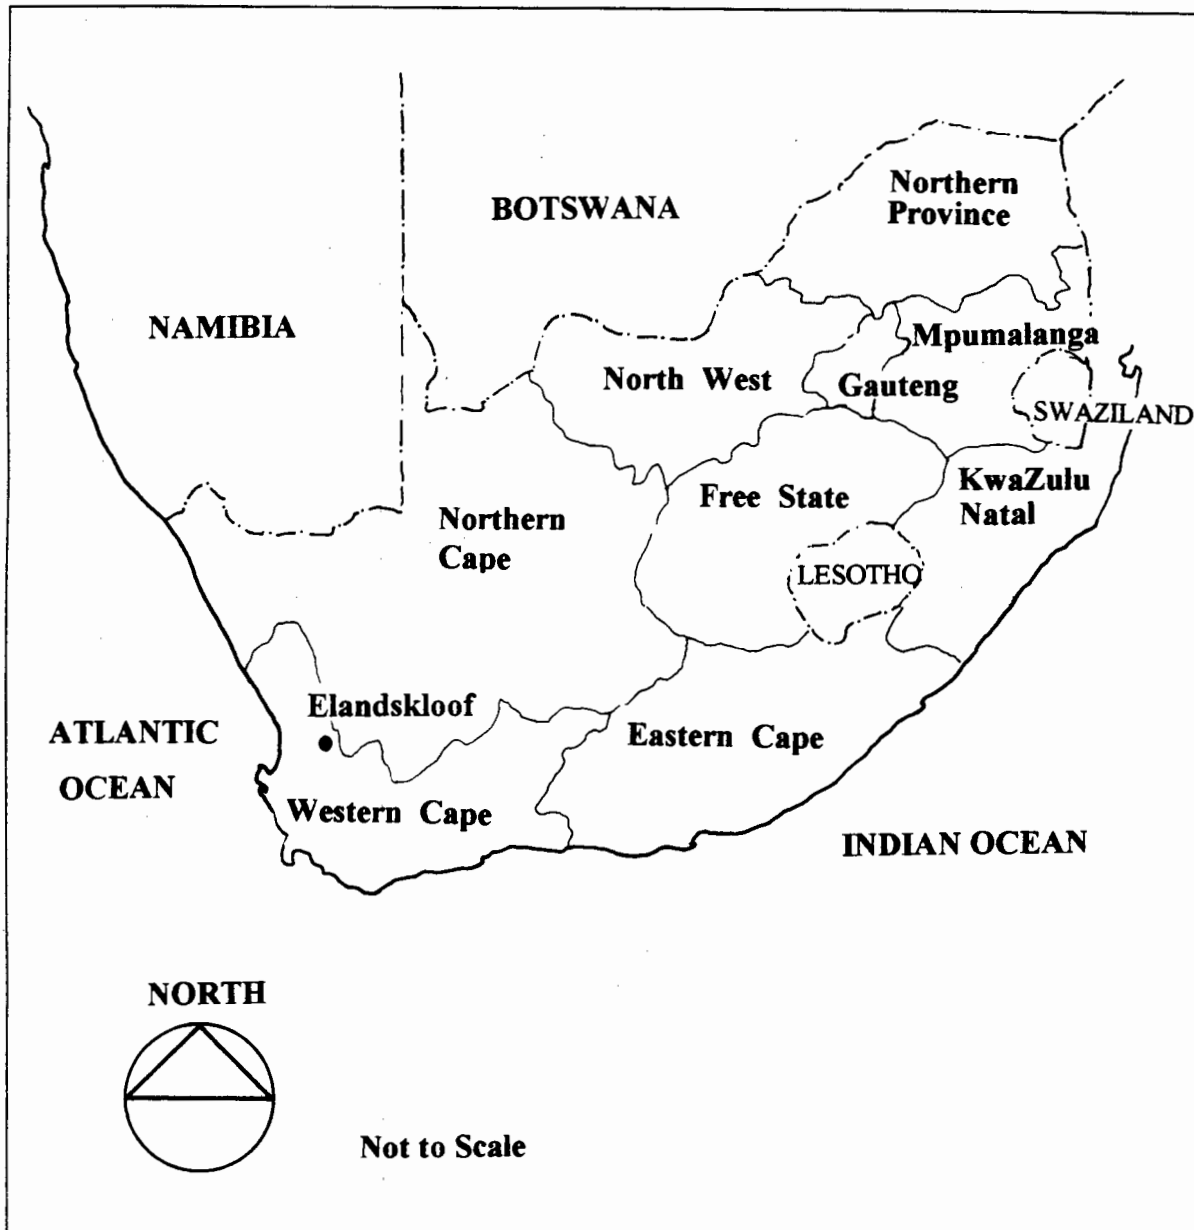 Northern
Province
BOTSWANA
NAMIBIA
Mpumalanga
North West
Gauteng
SWAZILAND
KwaZulu
Natal
Free State
Northern
Cape
LESOTHO
Elandskloof
ATLANTIC
OCEAN
Eastern Cape
Western Cape
INDIAN OCEAN
NORTH
Not to Scale